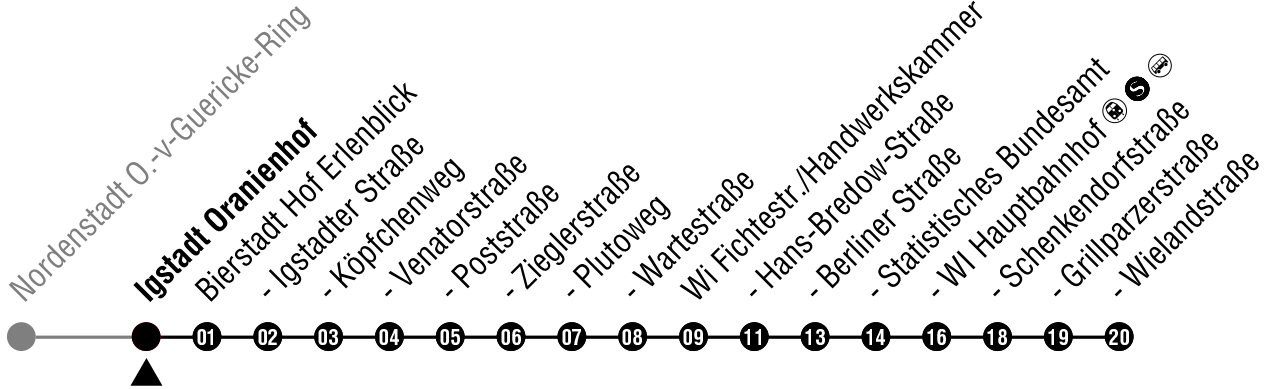 Nordenstadt O.-v-Guericke-Ring
Igstadt Oranienhof
Bierstadt Hof Erlenblick
- Igstadter Straße
- Köpfchenweg
- Venatorstraße
- Poststraße
- Zieglerstraße
- Plutoweg
- Wartestraße
Wi Fichtestr./Handwerkskammer
- Hans-Bredow-Straße
- Berliner Straße
- Statistisches Bundesamt
- WI Hauptbahnhof S
- Schenkendorfstraße
- Grillparzerstraße
- Wielandstraße
01 02 03 04 05 06 07 08 09 11 13 14 16 18 19 20